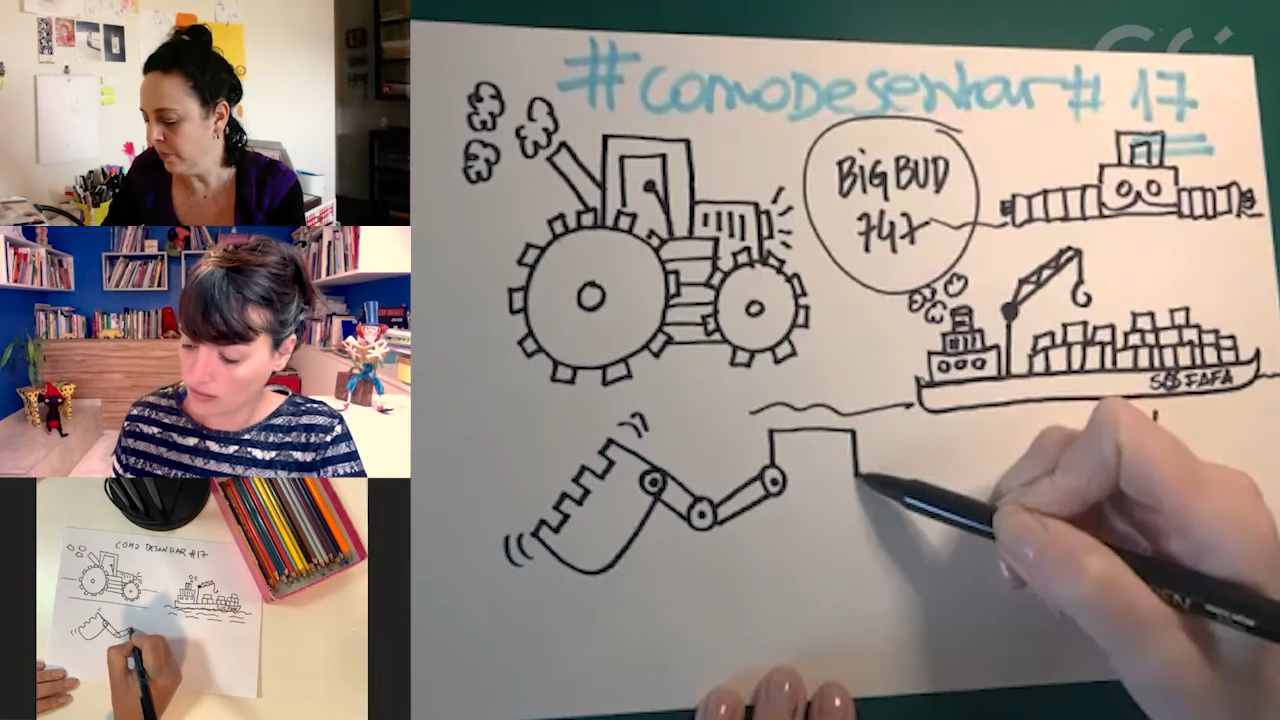 #comoDesenhar #17
BiG BUD
747
SOFAFA
COMO DESENHAR #17